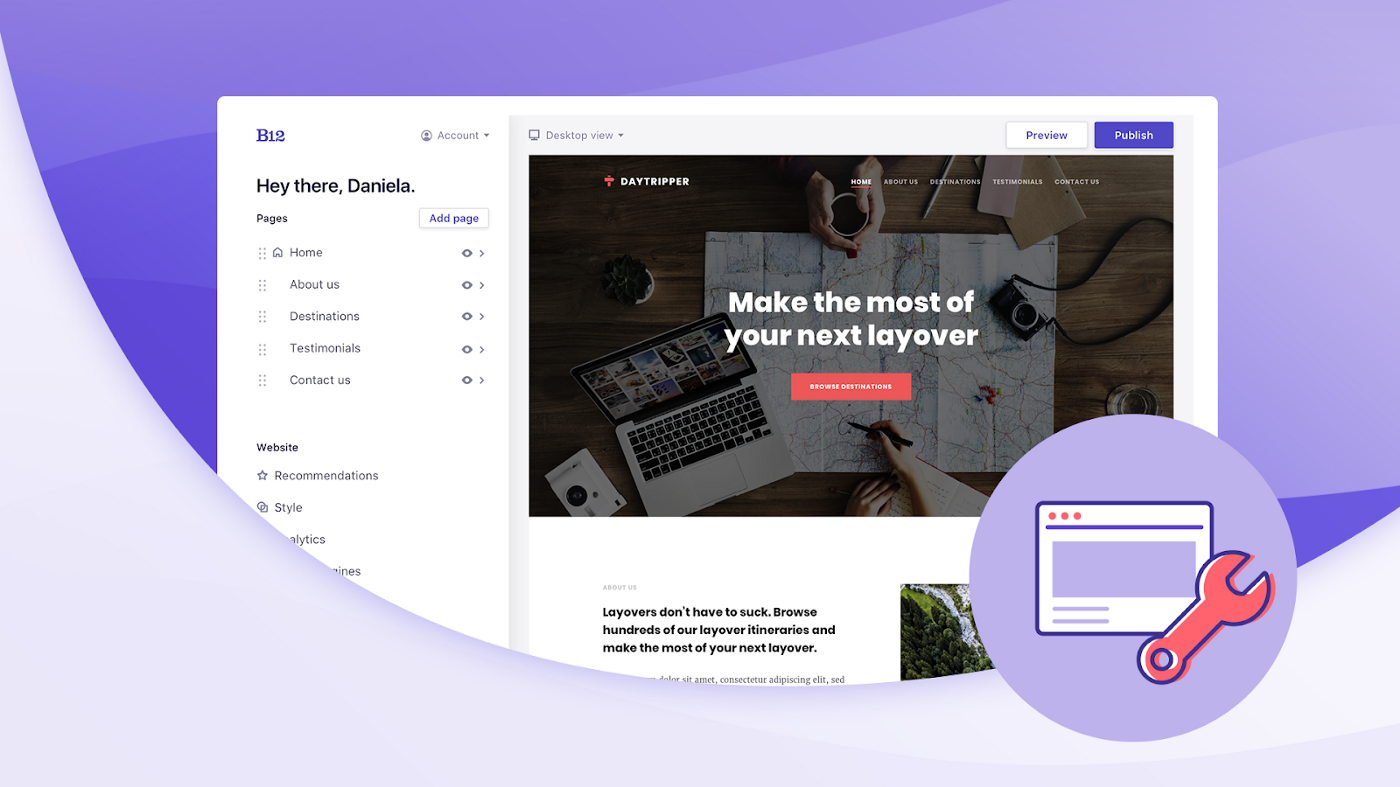 B12
Account
Hey there, Daniela.
Pages
Add page
Home
About us
Destinations
Testimonials
Contact us
Website
Recommendations
Style
alytics
gines
Desktop view
Preview
Publish
DAYTRIPPER
HOME ABOUT US DESTINATIONS TESTIMONIALS CONTACT US
Make the most of
your next layover
BROWSE DESTINATIONS
ABOUT US
Layovers don't have to suck. Browse
hundreds of our layover itineraries and
make the most of your next layover.
dolor sit amet, consectetur adipiscing elit, sed